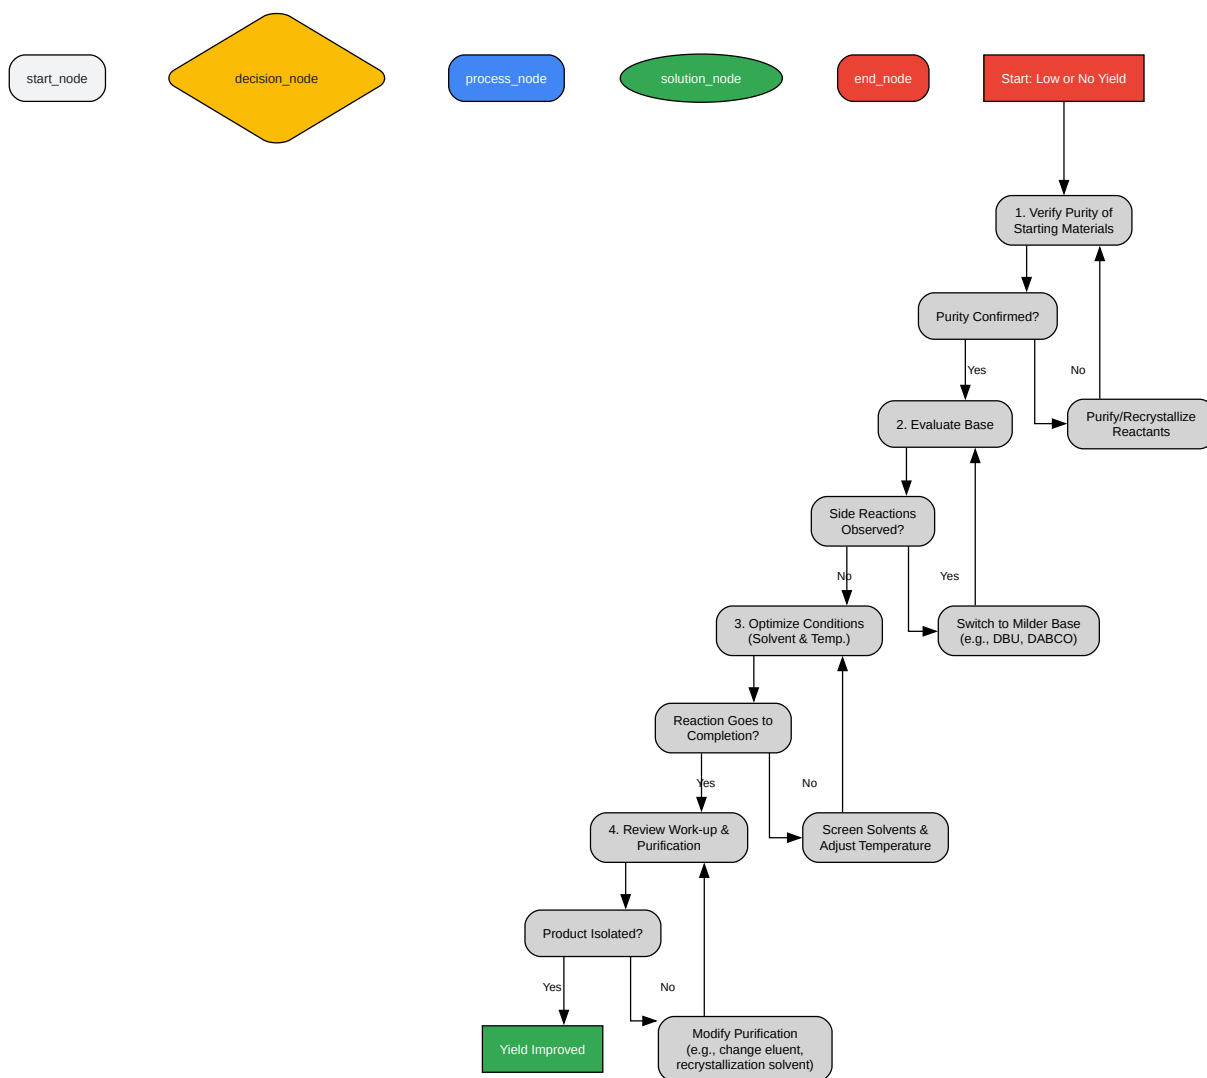 start_node
decision_node
process_node
solution_node
end_node
Start: Low or No Yield
1. Verify Purity of
Starting Materials
Purity Confirmed?
Yes
No
2. Evaluate Base
Purify/Recrystallize
Reactants
Side Reactions
Observed?
No
Yes
3. Optimize Conditions
(Solvent & Temp.)
Switch to Milder Base
(e.g., DBU, DABCO)
Reaction Goes to
Completion?
Yes
No
4. Review Work-up &
Purification
Screen Solvents &
Adjust Temperature
Product Isolated?
Yes
No
Yield Improved
Modify Purification
(e.g., change eluent,
recrystallization solvent)